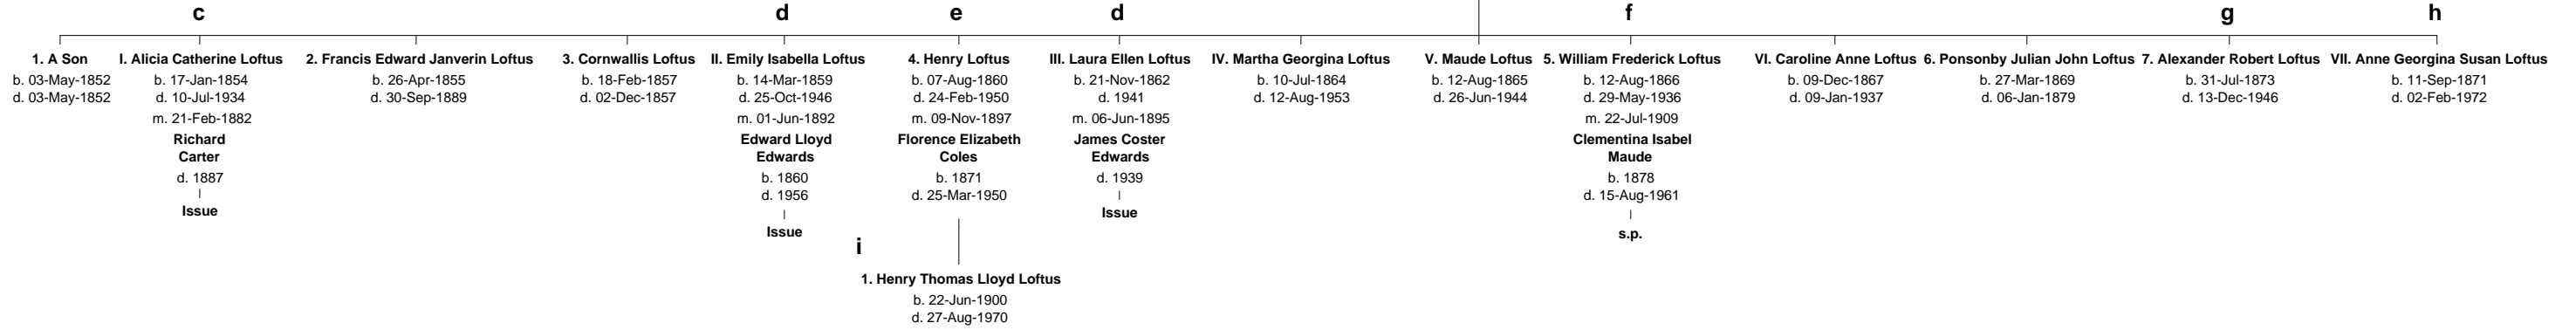 c d e d f g h
1. A Son I. Alicia Catherine Loftus 2. Francis Edward Janverin Loftus 3. Cornwallis Loftus II. Emily Isabella Loftus 4. Henry Loftus III. Laura Ellen Loftus IV. Martha Georgina Loftus V. Maude Loftus 5. William Frederick Loftus VI. Caroline Anne Loftus 6. Ponsonby Julian John Loftus 7. Alexander Robert Loftus VII. Anne Georgina Susan Loftus
b. 03-May-1852 b. 17-Jan-1854 b. 26-Apr-1855 b. 18-Feb-1857 b. 14-Mar-1859 b. 07-Aug-1860 b. 21-Nov-1862 b. 10-Jul-1864 b. 12-Aug-1865 b. 12-Aug-1866 b. 09-Dec-1867 b. 27-Mar-1869 b. 31-Jul-1873 b. 11-Sep-1871
d. 03-May-1852 d. 10-Jul-1934 d. 30-Sep-1889 d. 02-Dec-1857 d. 25-Oct-1946 d. 24-Feb-1950 d. 1941 d. 12-Aug-1953 d. 26-Jun-1944 d. 29-May-1936 d. 09-Jan-1937 d. 06-Jan-1879 d. 13-Dec-1946 d. 02-Feb-1972
m. 21-Feb-1882 m. 01-Jun-1892 m. 09-Nov-1897 m. 06-Jun-1895 m. 22-Jul-1909
Richard Edward Lloyd Florence Elizabeth James Coster Clementina Isabel
Carter Edwards Coles Edwards Maude
d. 1887 b. 1860 b. 1871 d. 1939 b. 1878
d. 1956 d. 25-Mar-1950 d. 15-Aug-1961
Issue Issue
Issue s.p.
i
1. Henry Thomas Lloyd Loftus
b. 22-Jun-1900
d. 27-Aug-1970